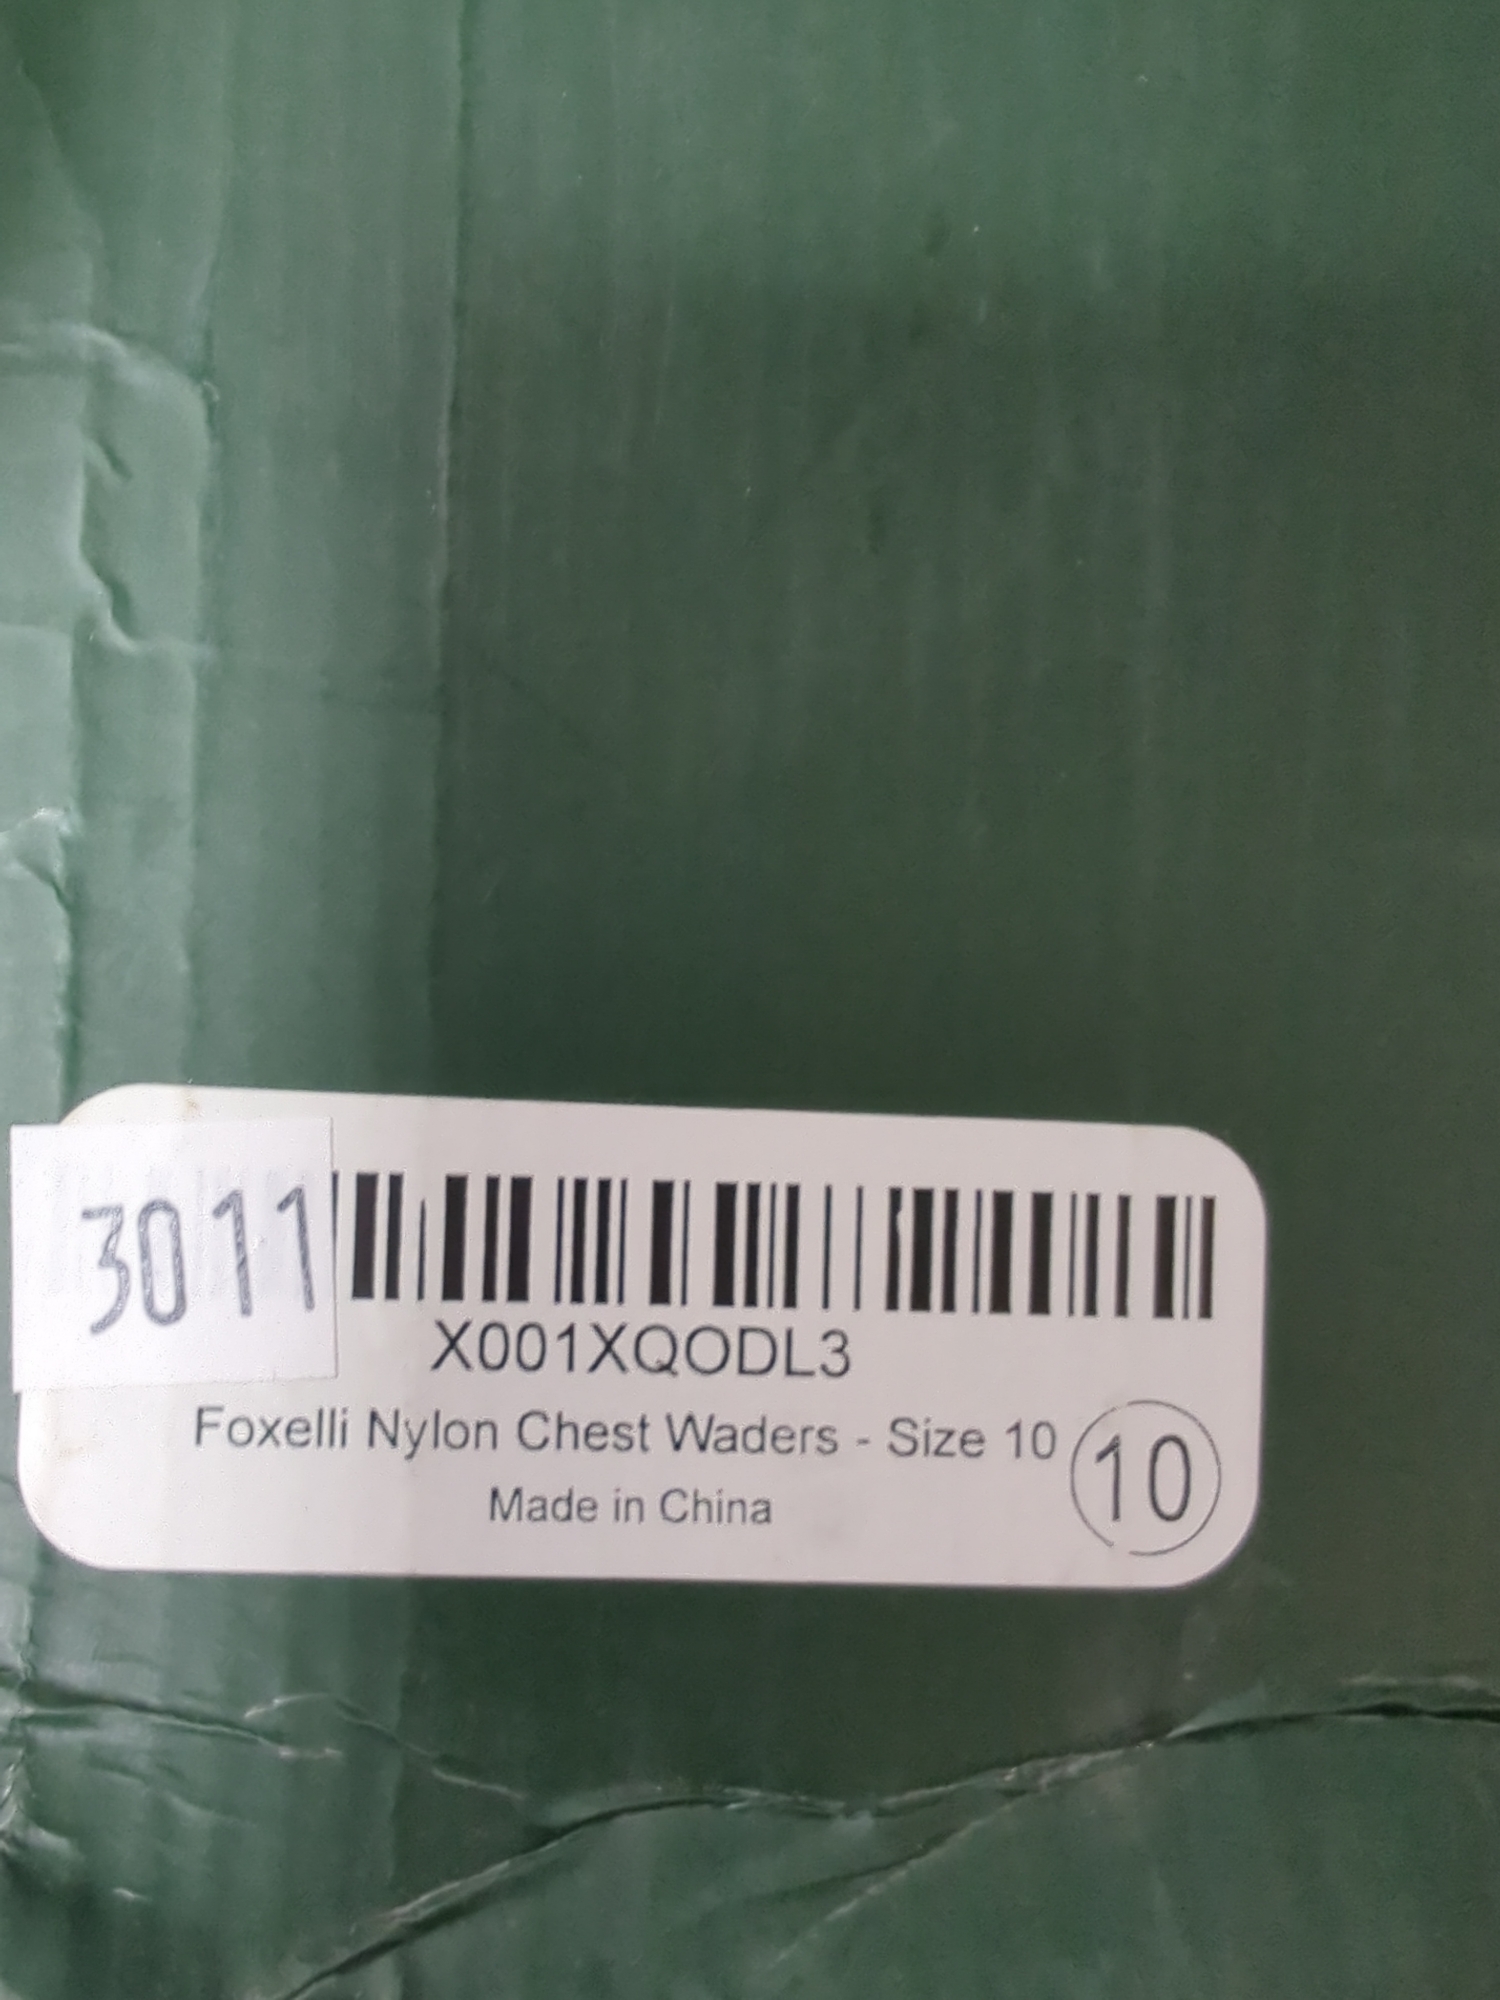 3011
X001XQODL3
Foxelli Nylon Chest Waders - Size 10
10
Made in China